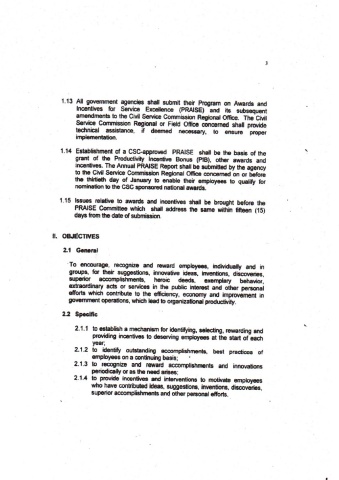 3
1.13 All government agencies shall submit their Program on Awards and
Incentives for Service Excellence (PRAISE) and its subsequent
amendments to the Civil Service Commission Regional Office. The Civil
Service Commission Regional or Field Office concerned shall provide
technical assistance, if deemed necessary, to ensure proper
implementation.
1.14 Establishment of a CSC-approved PRAISE shall be the basis of the
grant of the Productivity Incentive Bonus (PIB), other awards and
incentives. The Annual PRAISE Report shall be submitted by the agency
to the Civil Service Commission Regional Office concerned on or before
the thirtieth day of January to enable their employees to qualify for
nomination to the CSC sponsored national awards.
1.15 Issues relative to awards and incentives shall be brought before the
PRAISE Committee which shall address the same within fifteen (15)
days from the date of submission.
II. OBJECTIVES
2.1 General
To encourage, recognize and reward employees, individually and in
groups, for their suggestions, innovative ideas, inventions, discoveries,
superior accomplishments, heroic deeds, exemplary behavior,
extraordinary acts or services in the public interest and other personal
efforts which contribute to the efficiency, economy and improvement in
government operations, which lead to organizational productivity.
2.2 Specific
2.1.1 to establish a mechanism for identifying, selecting, rewarding and
providing incentives to deserving employees at the start of each
year;
2.1.2 to identify outstanding accomplishments, best practices of
employees on a continuing basis;
2.1.3 to recognize and reward accomplishments and innovations
periodically or as the need arises;
2.1.4 to provide incentives and interventions to motivate employees
who have contributed ideas, suggestions, inventions, discoveries,
superior accomplishments and other personal efforts.